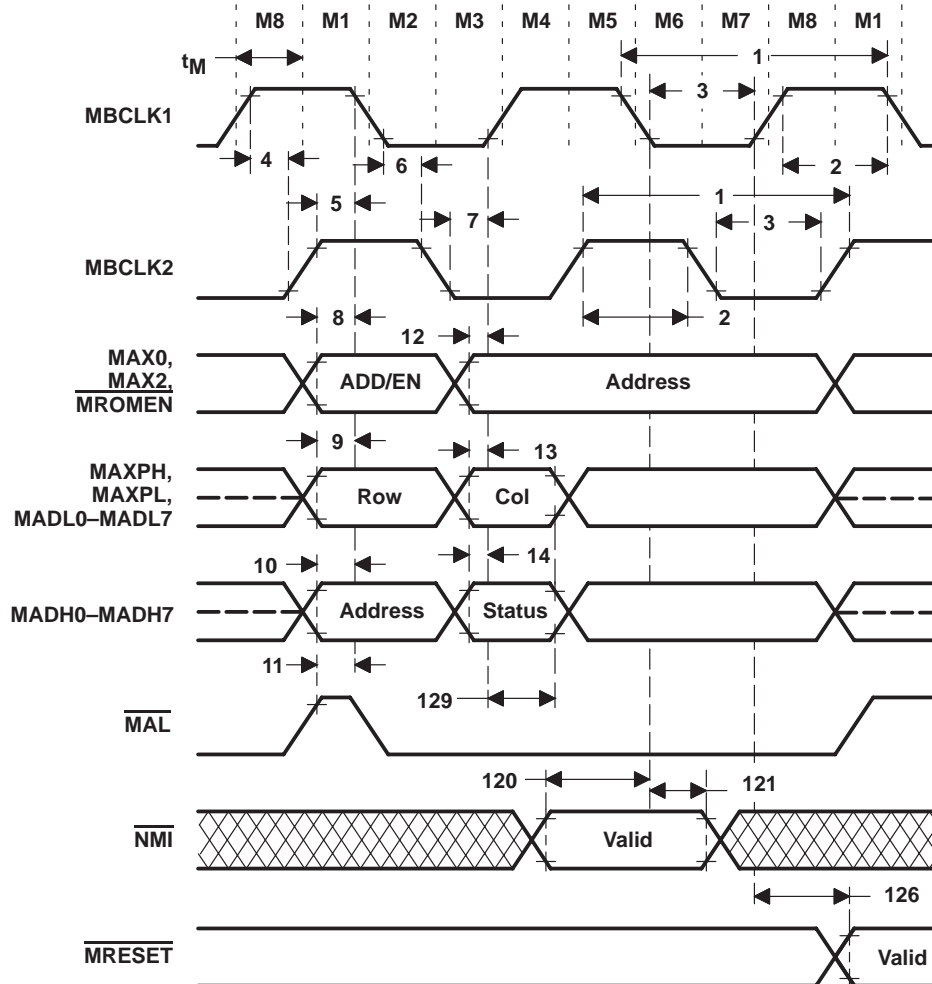 M8 M1 M2 M3 M4 M5 M6 M7 M8 M1
tM
1
3
MBCLK1
4 6 2
5 7 1
3
MBCLK2
8 2
12
MAX0,
MAX2,
MROMEN
ADD/EN Address
9 13
MAXPH,
MAXPL,
MADL0–MADL7
Row Col
10 14
MADH0–MADH7 Address Status
11
129
MAL
120 121
NMI Valid
126
MRESET Valid